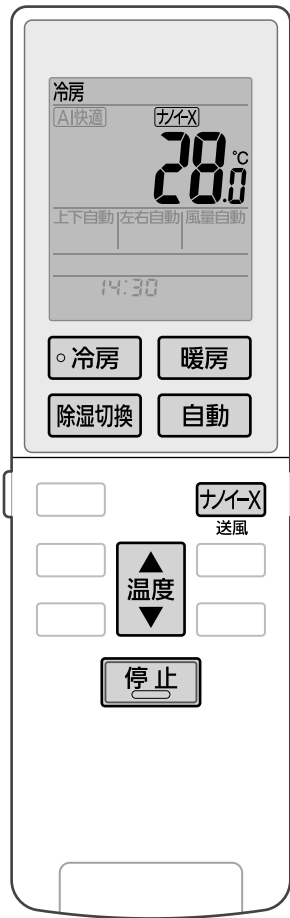 冷房
AI快適 ナノイーX
28.0℃
上下自動 左右自動 風量自動
14:30
冷房 暖房
除湿切換 自動
ナノイーX
送風
▲
温度
▼
停止